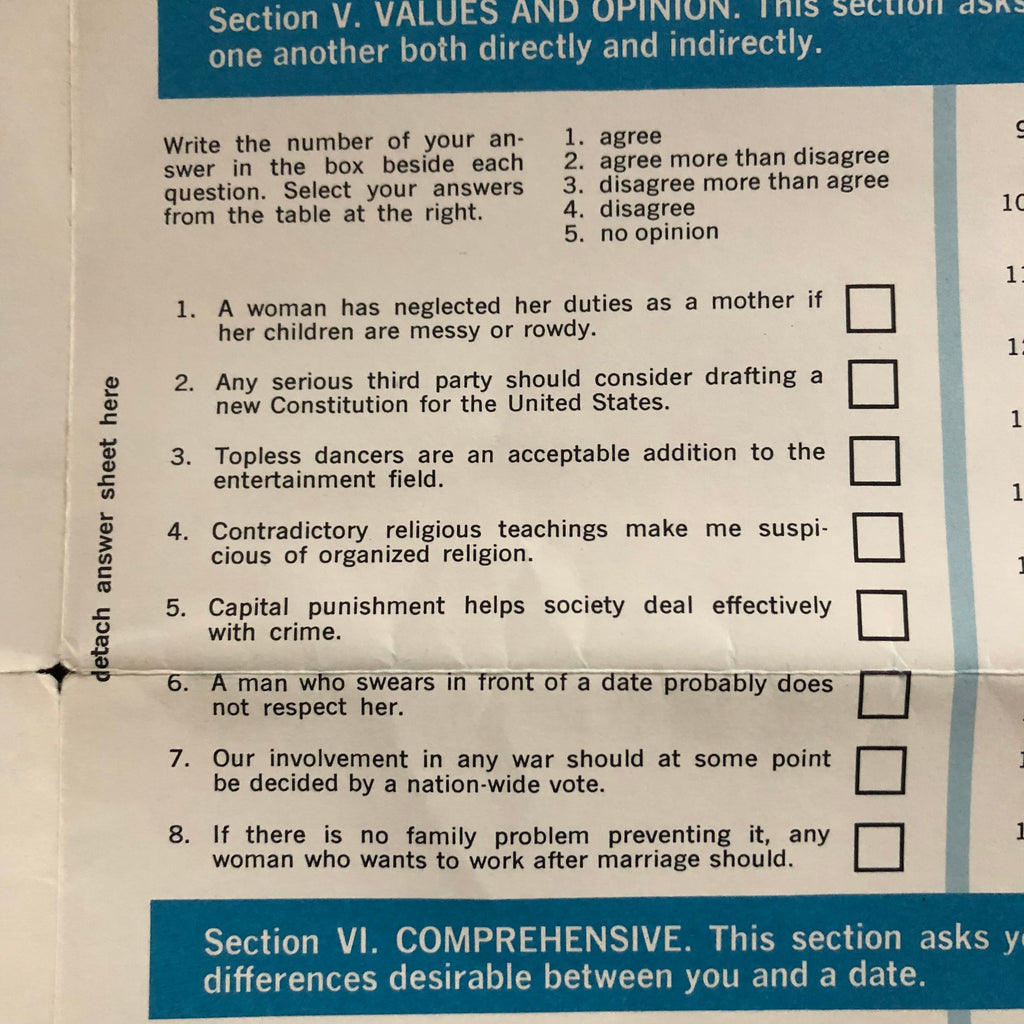 Section V. VALUES AND OPINION. This section asks
one another both directly and indirectly.
Write the number of your an-
swer in the box beside each
question. Select your answers
from the table at the right.
1. agree
2. agree more than disagree
3. disagree more than agree
4. disagree
5. no opinion
1. A woman has neglected her duties as a mother if
her children are messy or rowdy.
2. Any serious third party should consider drafting a
new Constitution for the United States.
3. Topless dancers are an acceptable addition to the
entertainment field.
4. Contradictory religious teachings make me suspi-
cious of organized religion.
5. Capital punishment helps society deal effectively
with crime.
6. A man who swears in front of a date probably does
not respect her.
7. Our involvement in any war should at some point
be decided by a nation-wide vote.
8. If there is no family problem preventing it, any
woman who wants to work after marriage should.
detach answer sheet here
Section VI. COMPREHENSIVE. This section asks
differences desirable between you and a date.
10
11